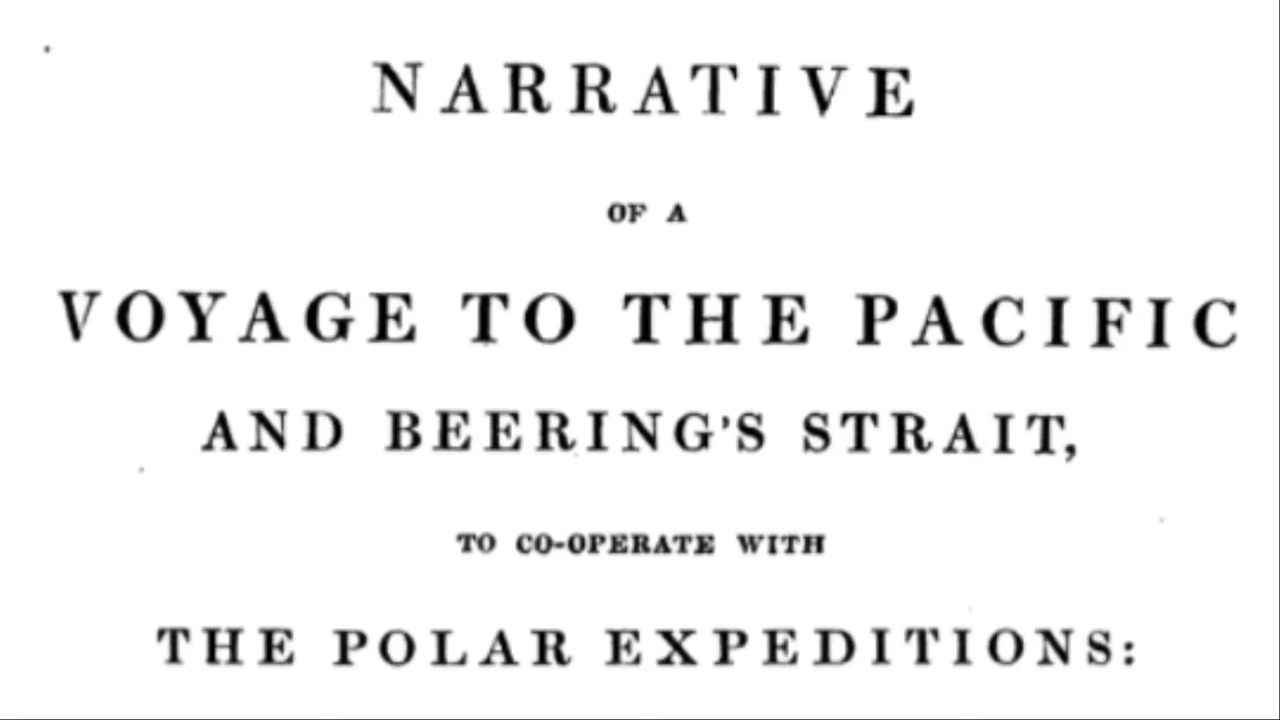 NARRATIVE
OF A
VOYAGE TO THE PACIFIC
AND BEERING'S STRAIT,
TO CO-OPERATE WITH
THE POLAR EXPEDITIONS: